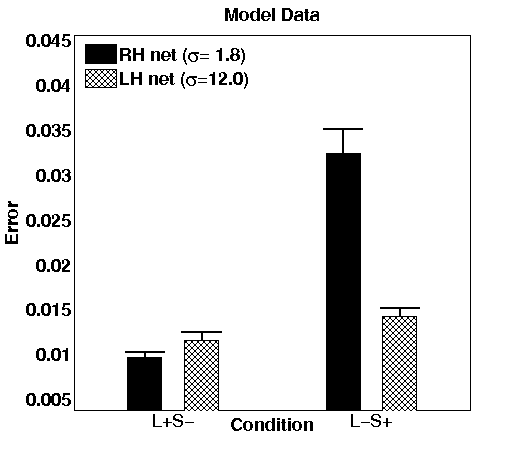 Model Data
0.045
0.04
0.035
0.03
0.025
0.02
0.015
0.01
0.005
Error
RH net (σ= 1.8)
LH net (σ=12.0)
L+S−
L−S+
Condition